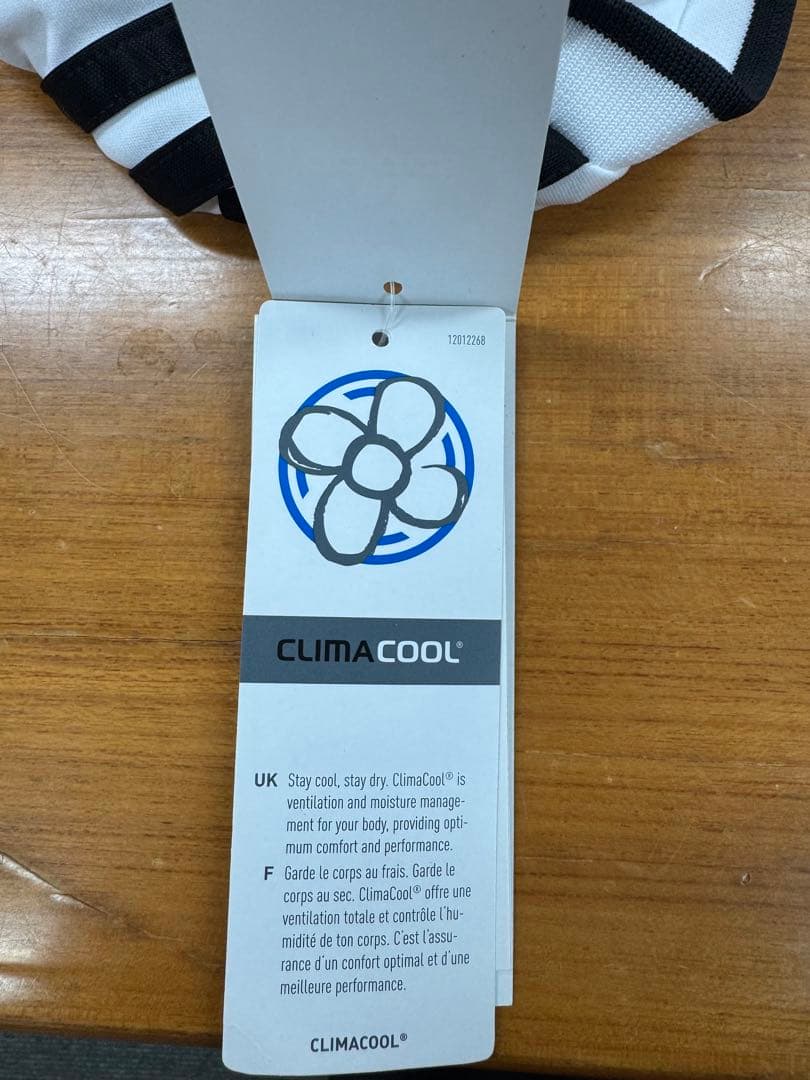 12012268
CLIMACOOL®
UK Stay cool, stay dry. ClimaCool® is
ventilation and moisture manage-
ment for your body, providing opti-
mum comfort and performance.
F Garde le corps au frais. Garde le
corps au sec. ClimaCool® offre une
ventilation totale et contrôle l'hu-
midité de ton corps. C'est l'assu-
rance d'un confort optimal et d'une
meilleure performance.
CLIMACOOL®